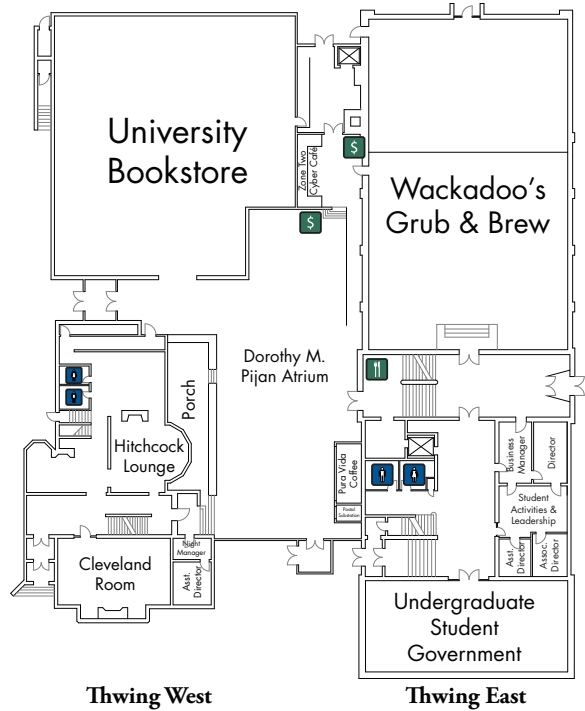 University
Bookstore
Zone Two
Cyber Café
$
$
Wackadoo's
Grub & Brew
Dorothy M.
Pijan Atrium
Porch
Hitchcock
Lounge
Pura Vida
Coffee
Postal
Substation
Business
Manager
Director
Student
Activities &
Leadership
Asst.
Director
Assoc.
Director
Night
Manager
Asst.
Director
Cleveland
Room
Undergraduate
Student
Government
Thwing West
Thwing East